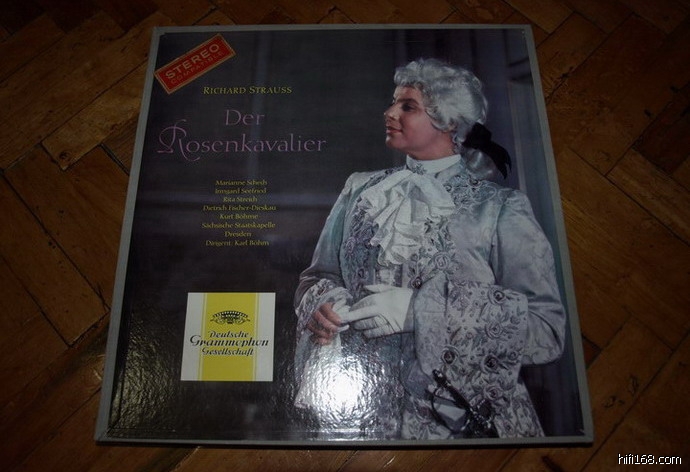 STEREO
COMPATIBLE
RICHARD STRAUSS
Der
Rosenkavalier
Marianne Schech
Irmgard Seefried
Rita Streich
Dietrich Fischer-Dieskau
Kurt Böhme
Sächsische Staatskapelle
Dresden
Dirigent: Karl Böhm
Deutsche
Grammophon
Gesellschaft
hifi168.com